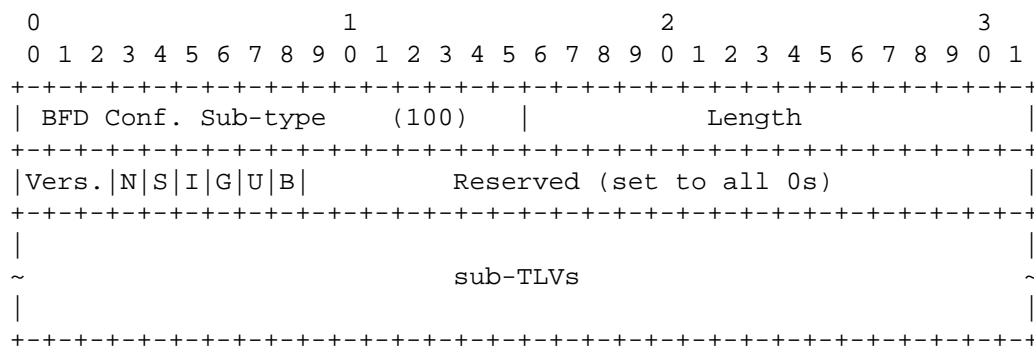 0                   1                   2                   3
 0 1 2 3 4 5 6 7 8 9 0 1 2 3 4 5 6 7 8 9 0 1 2 3 4 5 6 7 8 9 0 1
+-+-+-+-+-+-+-+-+-+-+-+-+-+-+-+-+-+-+-+-+-+-+-+-+-+-+-+-+-+-+-+-+
| BFD Conf. Sub-type    (100)   |           Length              |
+-+-+-+-+-+-+-+-+-+-+-+-+-+-+-+-+-+-+-+-+-+-+-+-+-+-+-+-+-+-+-+-+
|Vers.|N|S|I|G|U|B|         Reserved (set to all 0s)            |
+-+-+-+-+-+-+-+-+-+-+-+-+-+-+-+-+-+-+-+-+-+-+-+-+-+-+-+-+-+-+-+-+
|                                                               |
~                           sub-TLVs                            ~
|                                                               |
+-+-+-+-+-+-+-+-+-+-+-+-+-+-+-+-+-+-+-+-+-+-+-+-+-+-+-+-+-+-+-+-+